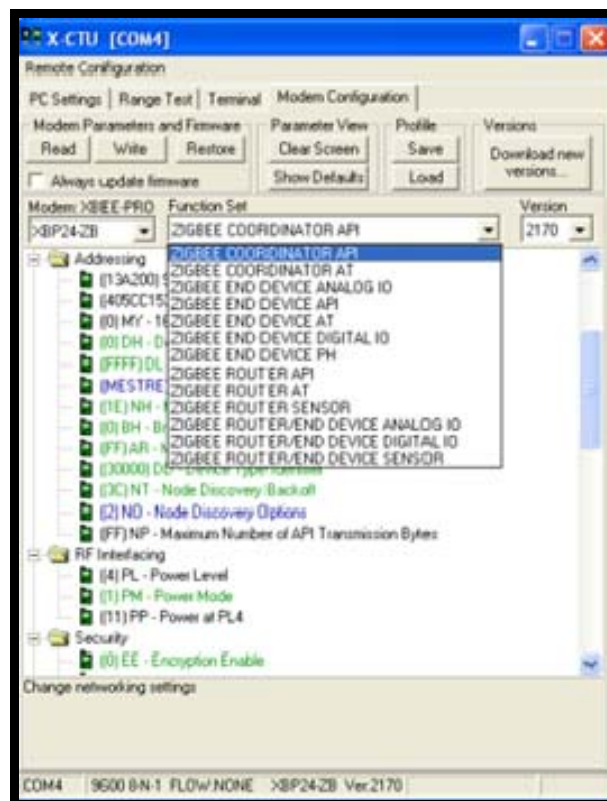 X-CTU [COM4]
Remote Configuration
PC Settings Range Test Terminal Modem Configuration
Modem Parameters and Firmware Parameter View Profile Versions
Read Write Restore Clear Screen Save Download new versions...
Always update firmware Show Defaults Load
Modem: XBEE-PRO Function Set Version
XBP24-ZB ZIGBEE COORDINATOR API 2170
Addressing
ZIGBEE COORDINATOR API
ZIGBEE COORDINATOR AT
ZIGBEE END DEVICE ANALOG IO
ZIGBEE END DEVICE API
ZIGBEE END DEVICE AT
ZIGBEE END DEVICE DIGITAL IO
ZIGBEE END DEVICE PH
ZIGBEE ROUTER API
ZIGBEE ROUTER AT
ZIGBEE ROUTER SENSOR
ZIGBEE ROUTER/END DEVICE ANALOG IO
ZIGBEE ROUTER/END DEVICE DIGITAL IO
ZIGBEE ROUTER/END DEVICE SENSOR
(13A200)
(0) MY - 16
(0) DH - D
(FFFF) DL
(MESTRE)
(1E) NH -
(0) BH - B
(FF) AR -
(30000) DD - Device Type Identifier
(3C) NT - Node Discovery Backoff
(2) NO - Node Discovery Options
(FF) NP - Maximum Number of API Transmission Bytes
RF Interfacing
(4) PL - Power Level
(1) PM - Power Mode
(11) PP - Power at PL4
Security
(0) EE - Encryption Enable
Change networking settings
COM4 9600 8-N-1 FLOW:NONE XBP24-ZB Ver:2170